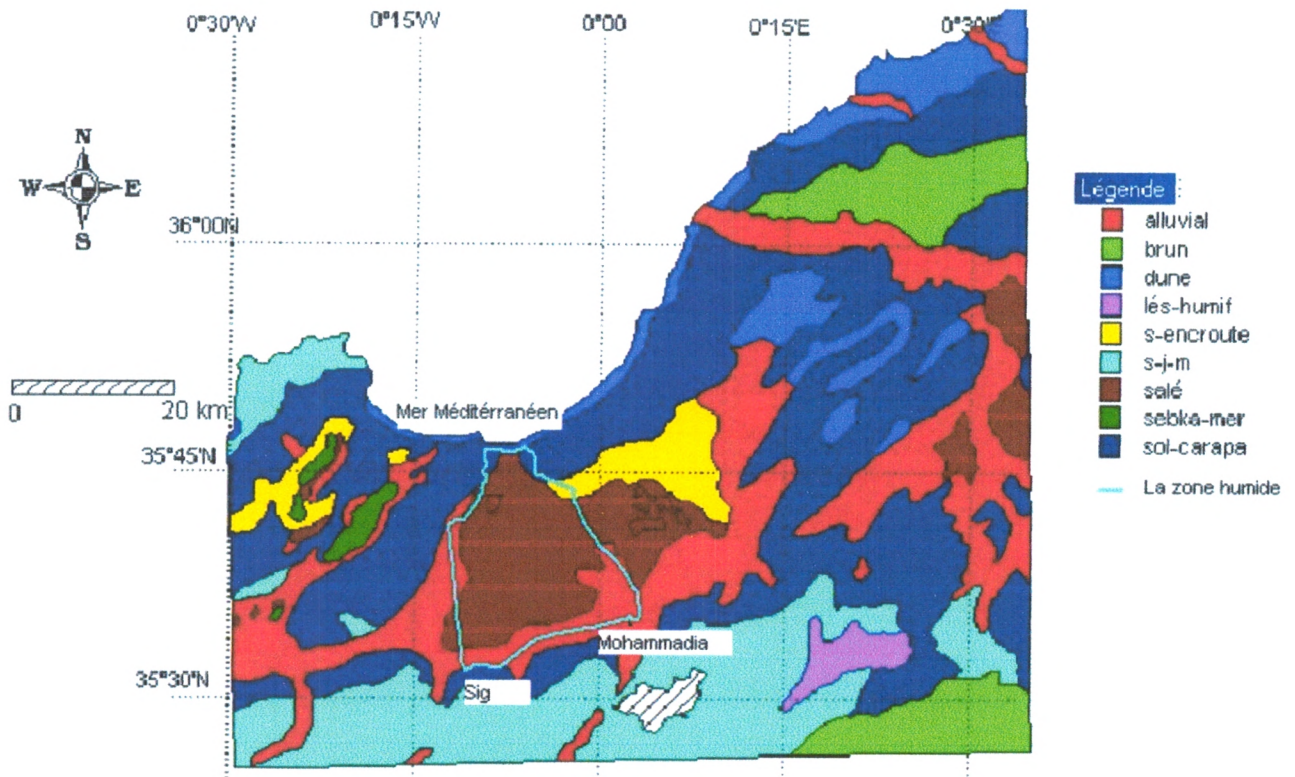 0°30'W 0°15'W 0°00 0°15'E 0°30'E
N
W E
S
36°00N
Légende :
alluvial
brun
dune
lés-humif
s-encroute
s-j-m
salé
sebka-mer
sol-carapa
La zone humide
0 20 km
Mer Méditérranéen
35°45'N
Mohammadia
35°30'N
Sig